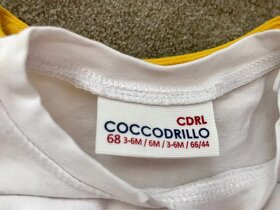 CDRL
COCCODRILLO
68 3-6M / 6M / 3-6M / 66/44